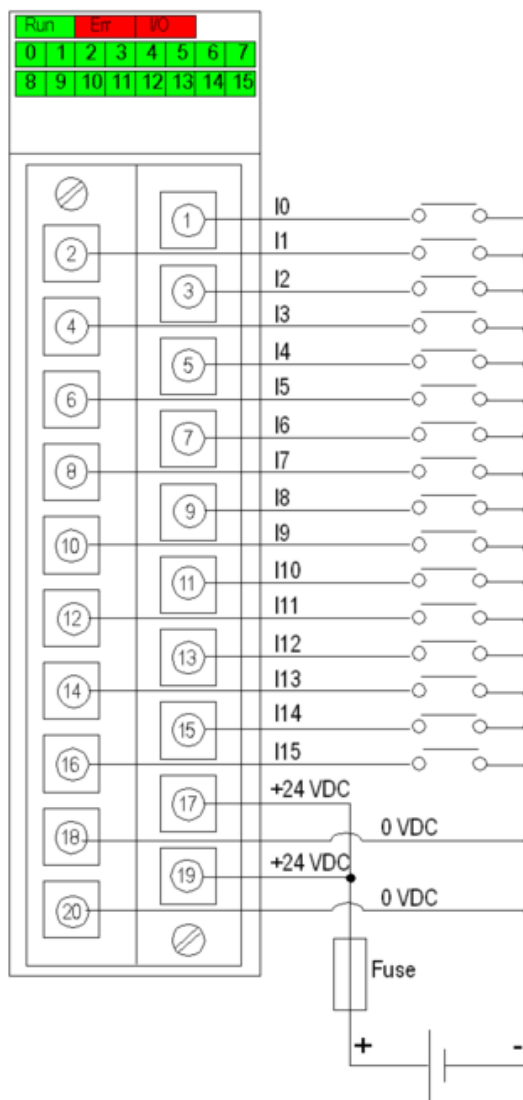 Run Err I/O
0 1 2 3 4 5 6 7
8 9 10 11 12 13 14 15
1 I0
2 I1
3 I2
4 I3
5 I4
6 I5
7 I6
8 I7
9 I8
10 I9
11 I10
12 I11
13 I12
14 I13
15 I14
16 I15
17 +24 VDC
18 0 VDC
19 +24 VDC
20 0 VDC
Fuse
+ -